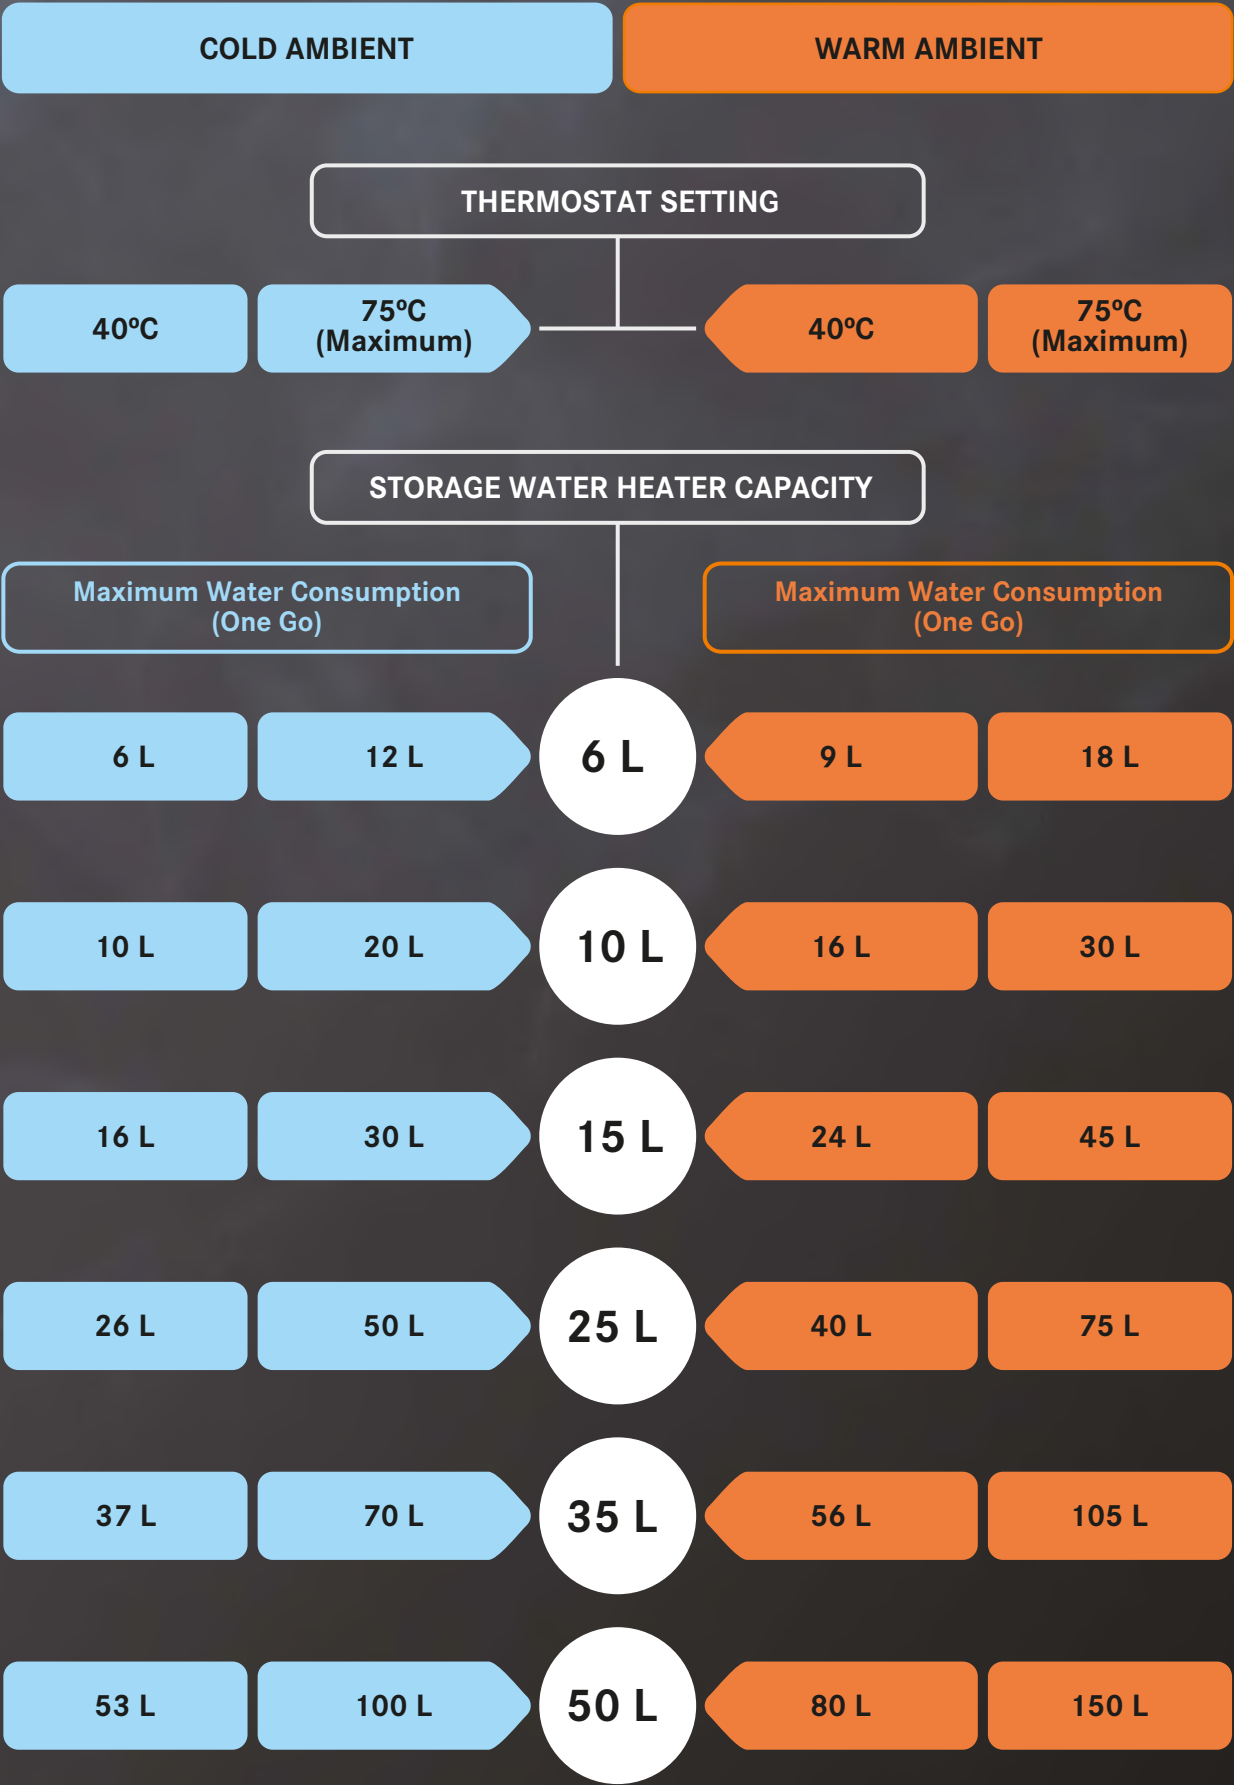 COLD AMBIENT
WARM AMBIENT
THERMOSTAT SETTING
40ºC
75ºC
(Maximum)
40ºC
75ºC
(Maximum)
STORAGE WATER HEATER CAPACITY
Maximum Water Consumption
(One Go)
Maximum Water Consumption
(One Go)
6 L
12 L
6 L
9 L
18 L
10 L
20 L
10 L
16 L
30 L
16 L
30 L
15 L
24 L
45 L
26 L
50 L
25 L
40 L
75 L
37 L
70 L
35 L
56 L
105 L
53 L
100 L
50 L
80 L
150 L